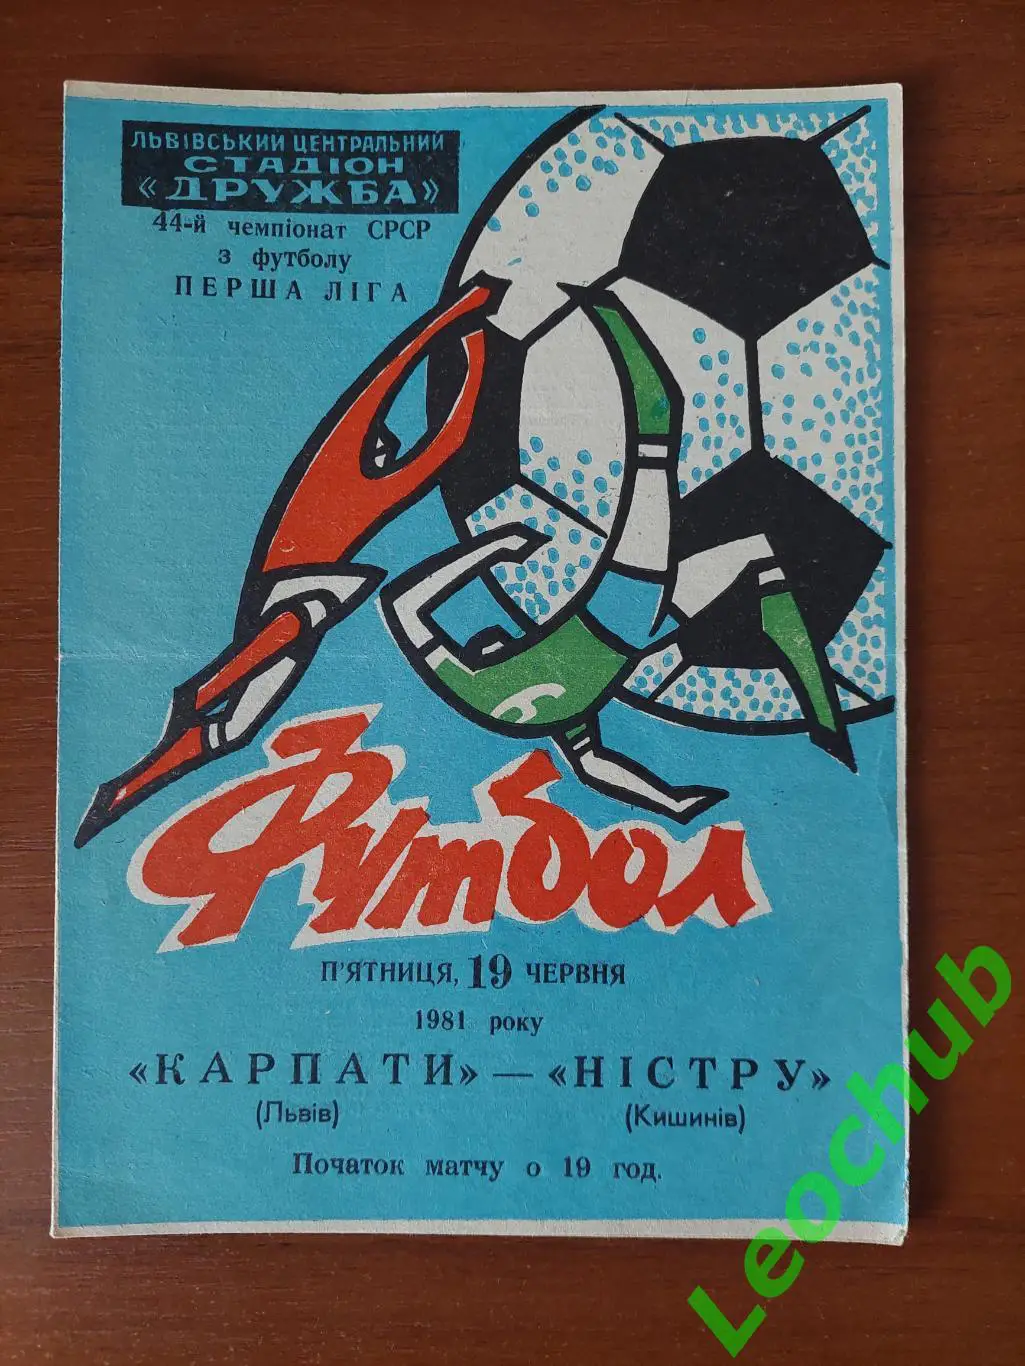 ЛЬВІВСЬКИЙ ЦЕНТРАЛЬНИЙ
СТАДІОН
«ДРУЖБА»
44-й чемпіонат СРСР
з футболу
ПЕРША ЛІГА
6
Футбол
П'ЯТНИЦЯ, 19 ЧЕРВНЯ
1981 року
«КАРПАТИ» — «НІСТРУ»
(Львів) (Кишинів)
Початок матчу о 19 год.
Leochub